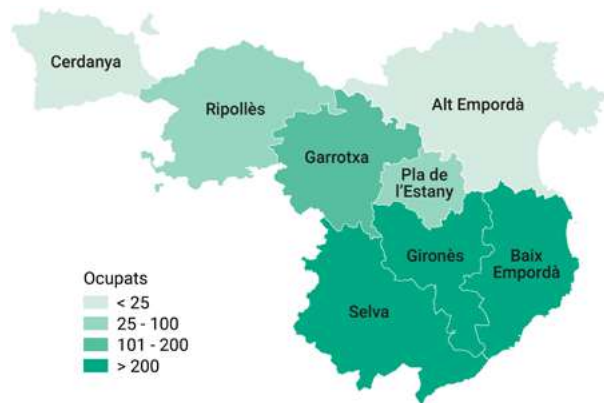 Cerdanya
Ripollès
Alt Empordà
Garrotxa
Pla de
l'Estany
Gironès
Baix
Empordà
Selva
Ocupats
< 25
25 - 100
101 - 200
> 200